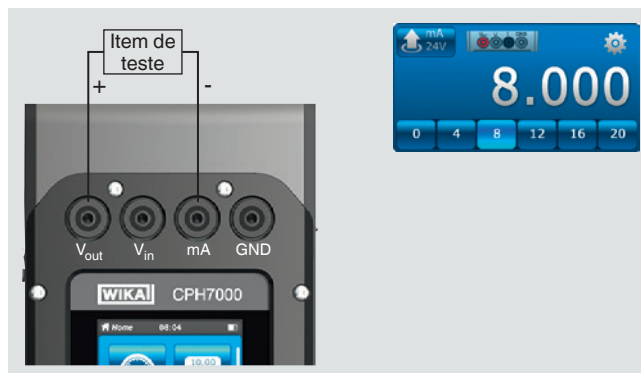 Item de
teste
+ -
Vout Vin mA GND
WIKAI CPH7000
Home 08:04
10.00
mA
24V
8.000
0 4 8 12 16 20